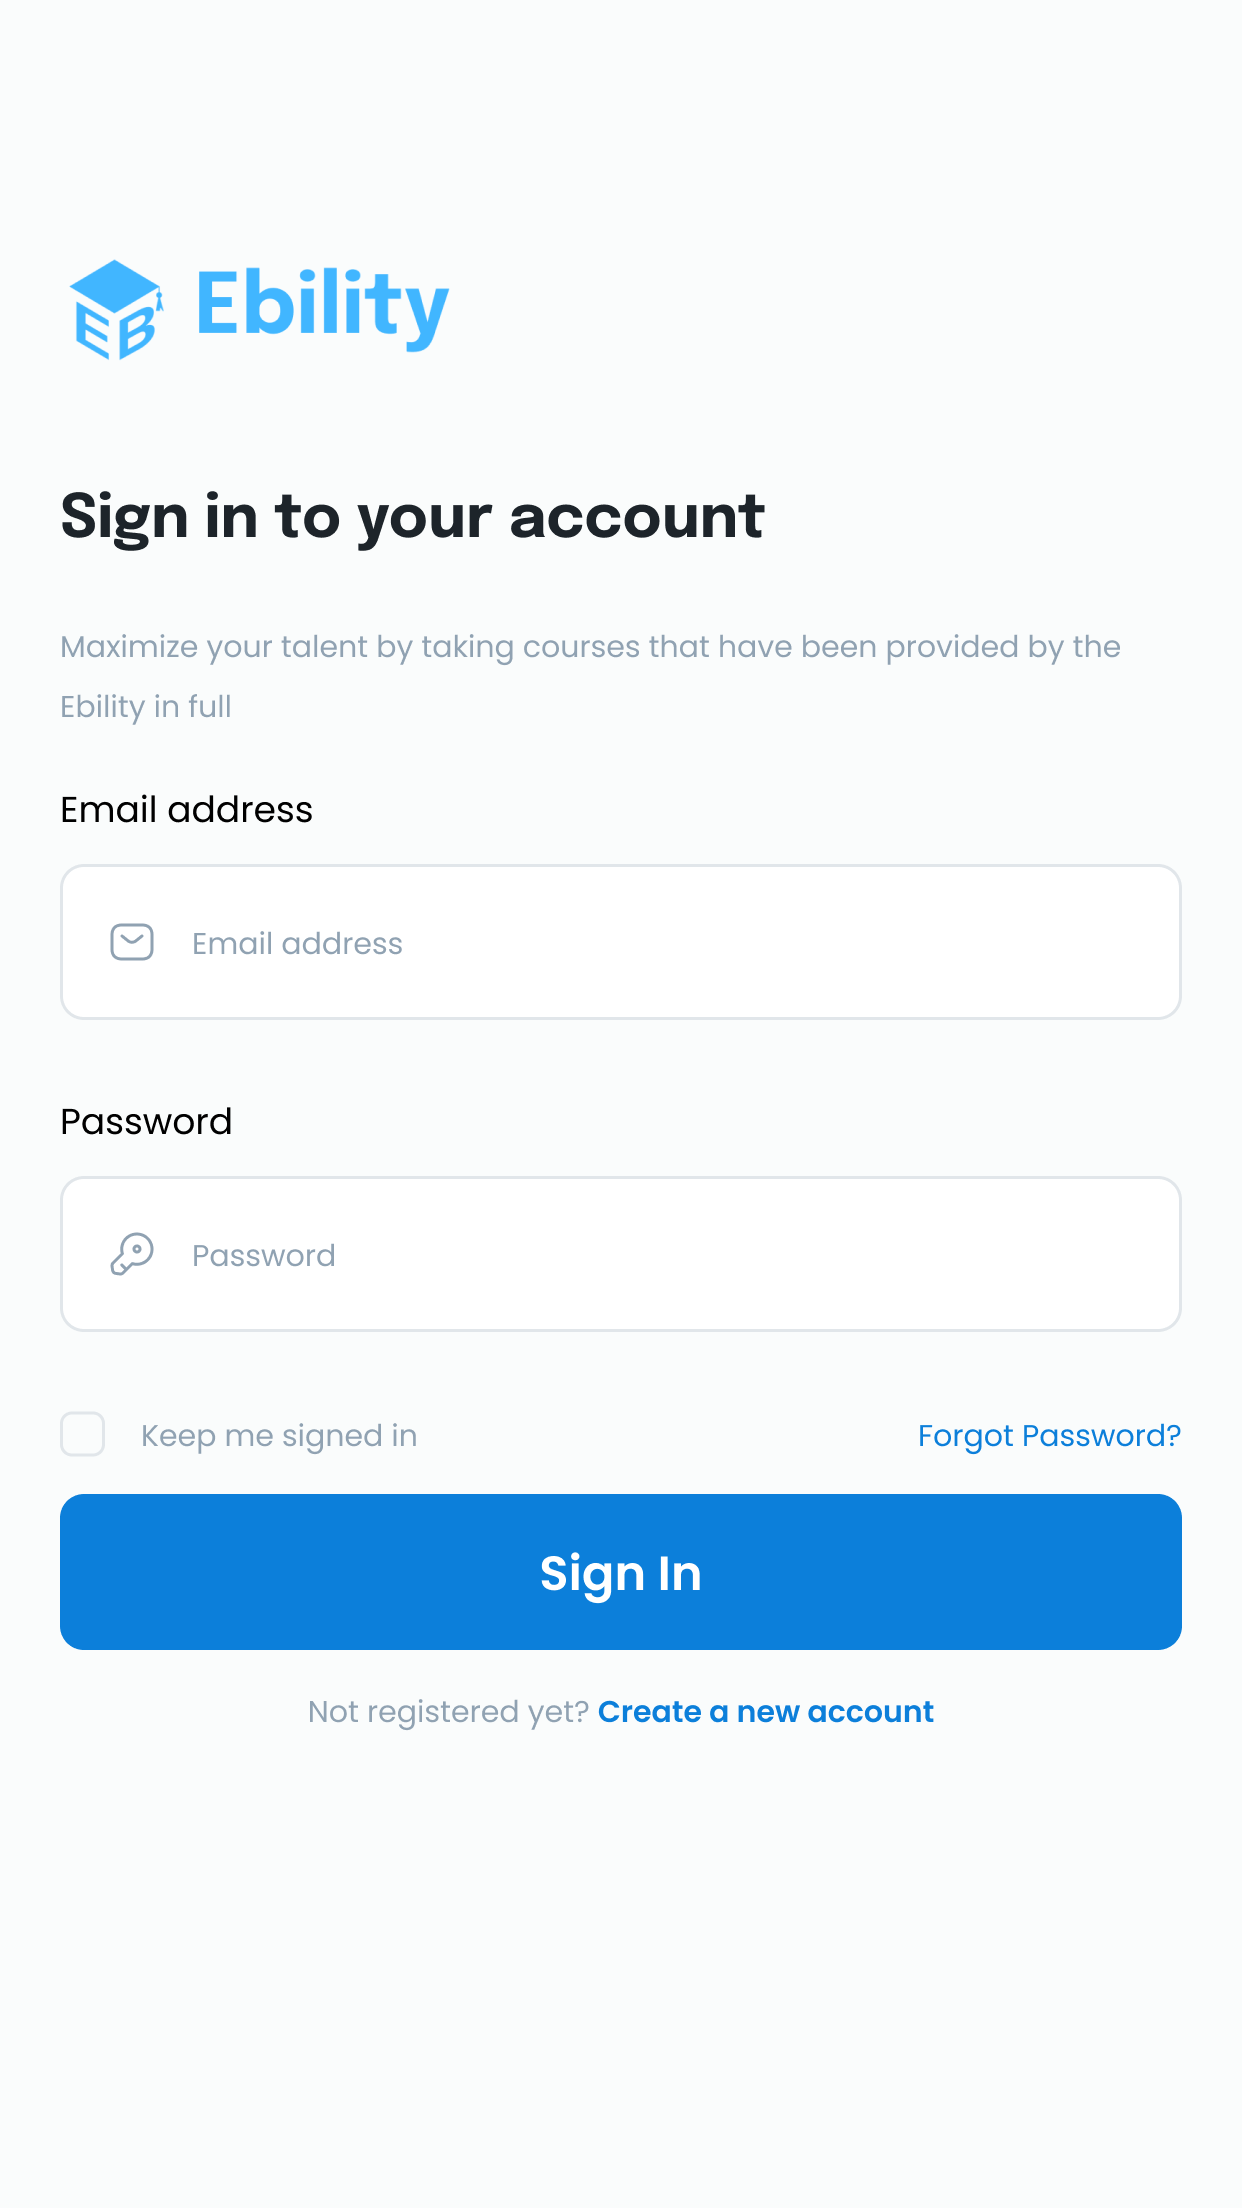 EB Ebility
Sign in to your account
Maximize your talent by taking courses that have been provided by the
Ebility in full
Email address
Email address
Password
Password
Keep me signed in Forgot Password?
Sign In
Not registered yet? Create a new account